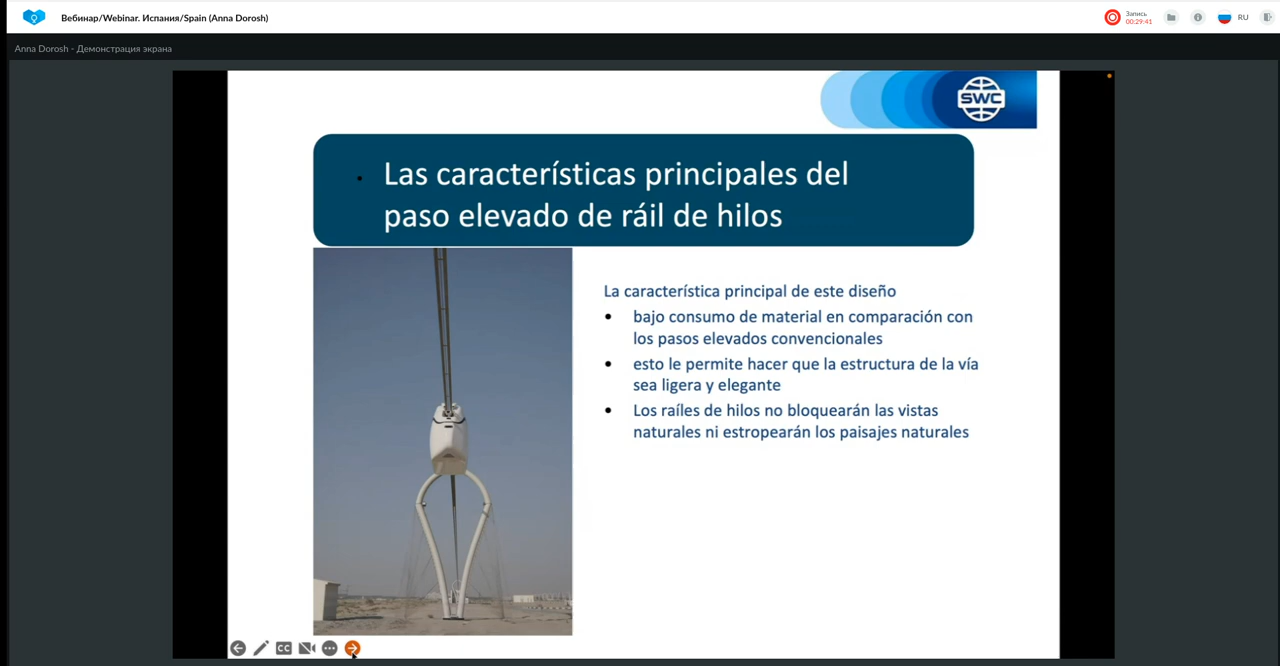 Вебинар/Webinar. Испания/Spain (Anna Dorosh)
Запись
00:29:41
RU
Anna Dorosh - Демонстрация экрана
SWC
• Las características principales del
paso elevado de ráil de hilos
La característica principal de este diseño
• bajo consumo de material en comparación con
los pasos elevados convencionales
• esto le permite hacer que la estructura de la vía
sea ligera y elegante
• Los raíles de hilos no bloquearán las vistas
naturales ni estropearán los paisajes naturales
CC